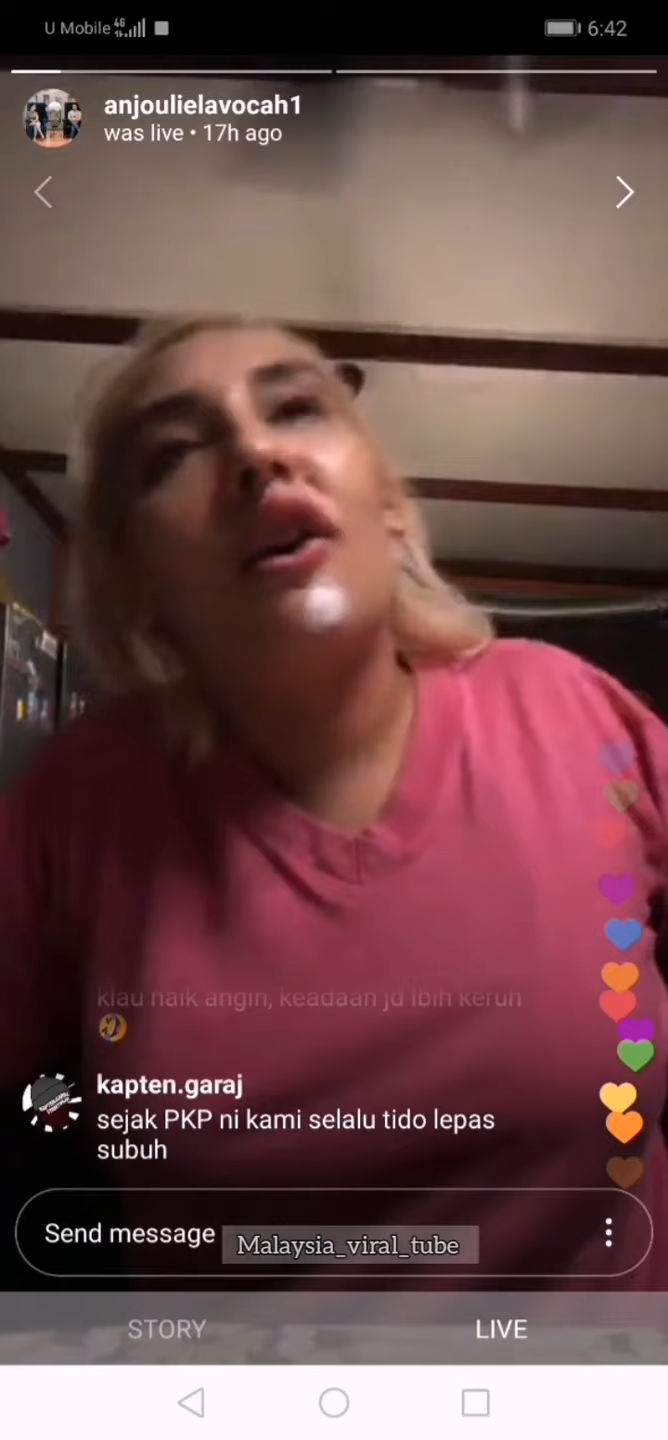 U Mobile 4G 6:42
anjoulielavocah1
was live • 17h ago
klau naik angin, keadaan jd lbih keruh
🤣
kapten.garaj
sejak PKP ni kami selalu tido lepas
subuh
Send message
Malaysia_viral_tube
STORY LIVE